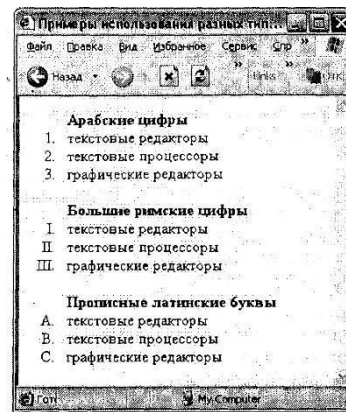 Примеры использования разных тип...
Файл Правка Вид Избранное Сервис Спр »
Назад » Links »
Арабские цифры
1. текстовые редакторы
2. текстовые процессоры
3. графические редакторы
Большие римские цифры
I. текстовые редакторы
II. текстовые процессоры
III. графические редакторы
Прописные латинские буквы
A. текстовые редакторы
B. текстовые процессоры
C. графические редакторы
My Computer